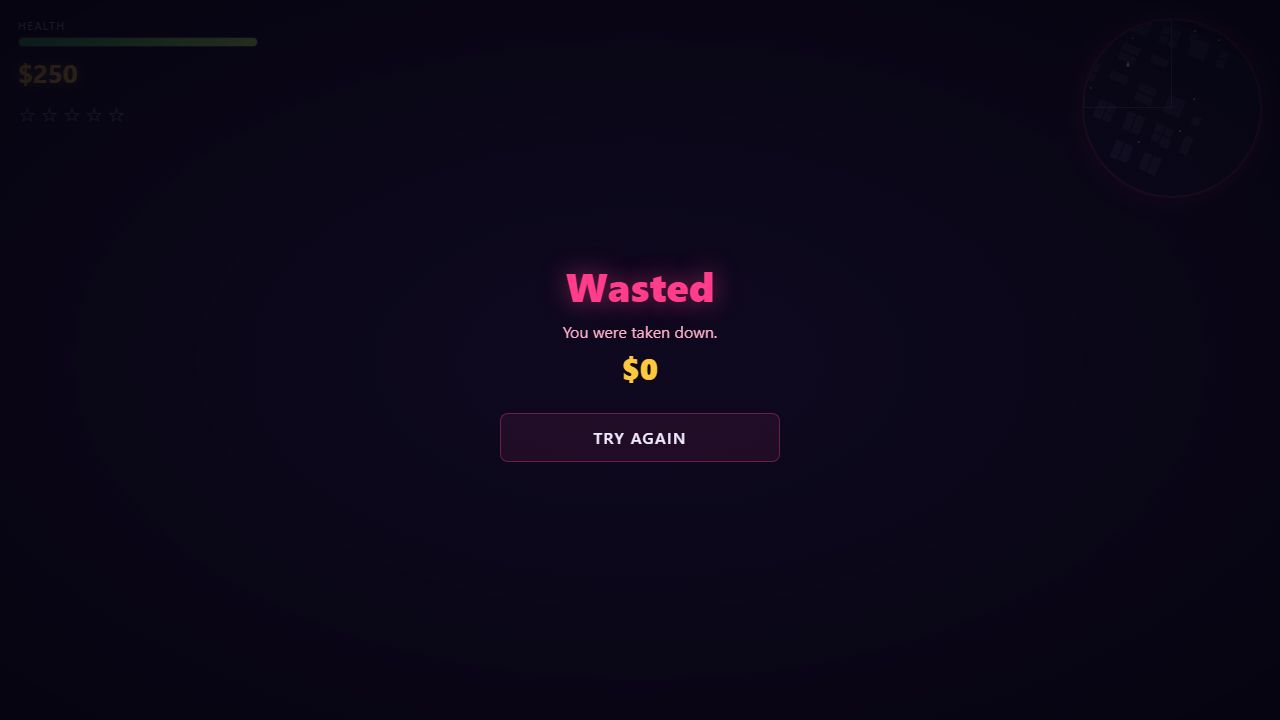 HEALTH
$250
☆☆☆☆☆
Wasted
You were taken down.
$0
TRY AGAIN